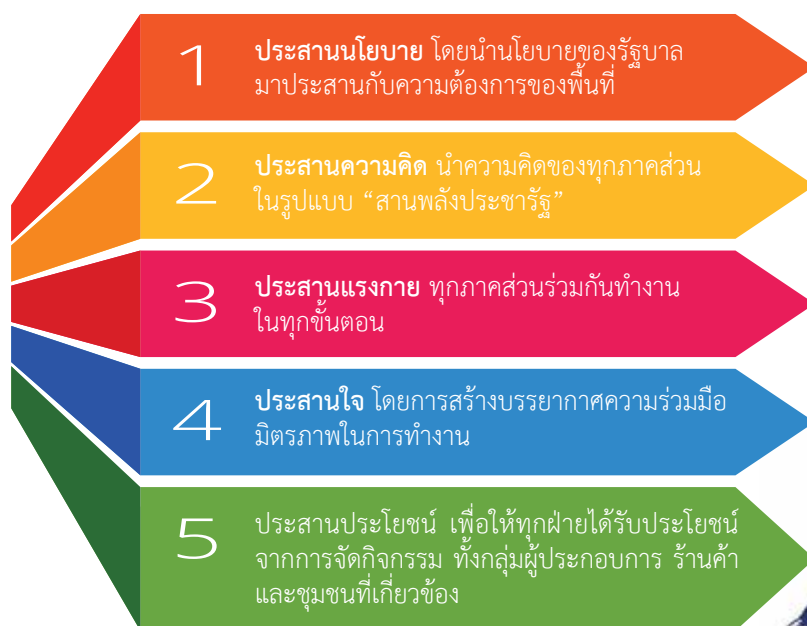 1
ประสานนโยบาย โดยนำนโยบายของรัฐบาล
มาประสานกับความต้องการของพื้นที่
2
ประสานความคิด นำความคิดของทุกภาคส่วน
ในรูปแบบ “สานพลังประชารัฐ”
3
ประสานแรงกาย ทุกภาคส่วนร่วมกันทำงาน
ในทุกขั้นตอน
4
ประสานใจ โดยการสร้างบรรยากาศความร่วมมือ
มิตรภาพในการทำงาน
5
ประสานประโยชน์ เพื่อให้ทุกฝ่ายได้รับประโยชน์
จากการจัดกิจกรรม ทั้งกลุ่มผู้ประกอบการ ร้านค้า
และชุมชนที่เกี่ยวข้อง